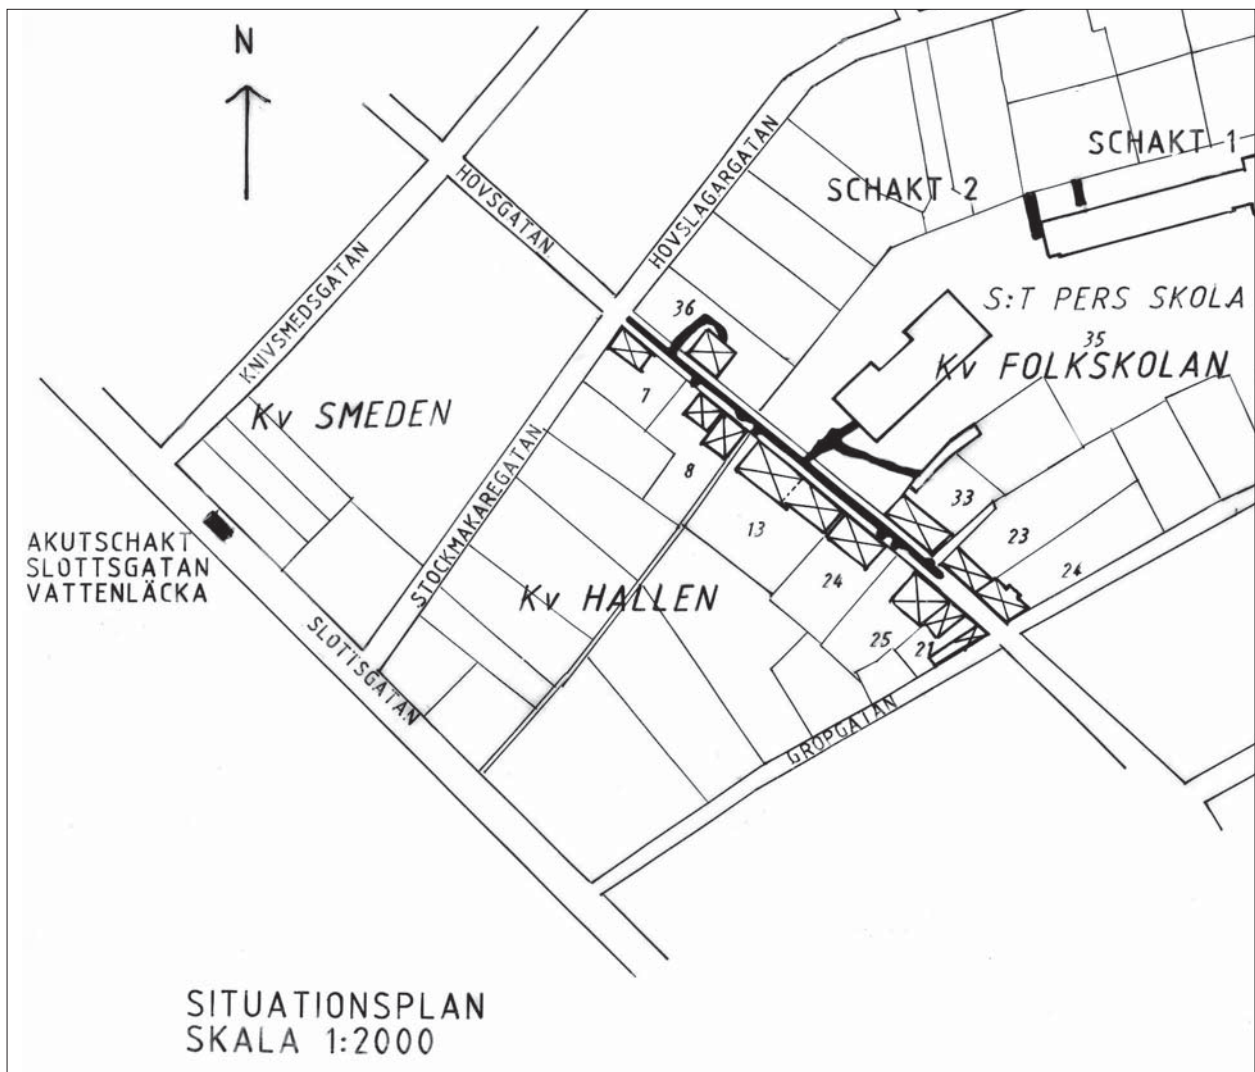 N
SCHAKT 1
SCHAKT 2
HOVSGATAN
HOVSLAGARGATAN
KNIVSMEDSGATAN
S:T PERS SKOLA
36
35
Kv FOLKSKOLAN
7
Kv SMEDEN
8
33
STOCKMAKAREGATAN
13
23
AKUTSCHAKT
SLOTTSGATAN
VATTENLÄCKA
24
24
Kv HALLEN
25
21
SLOTTSGATAN
GROPGATAN
SITUATIONSPLAN
SKALA 1:2000